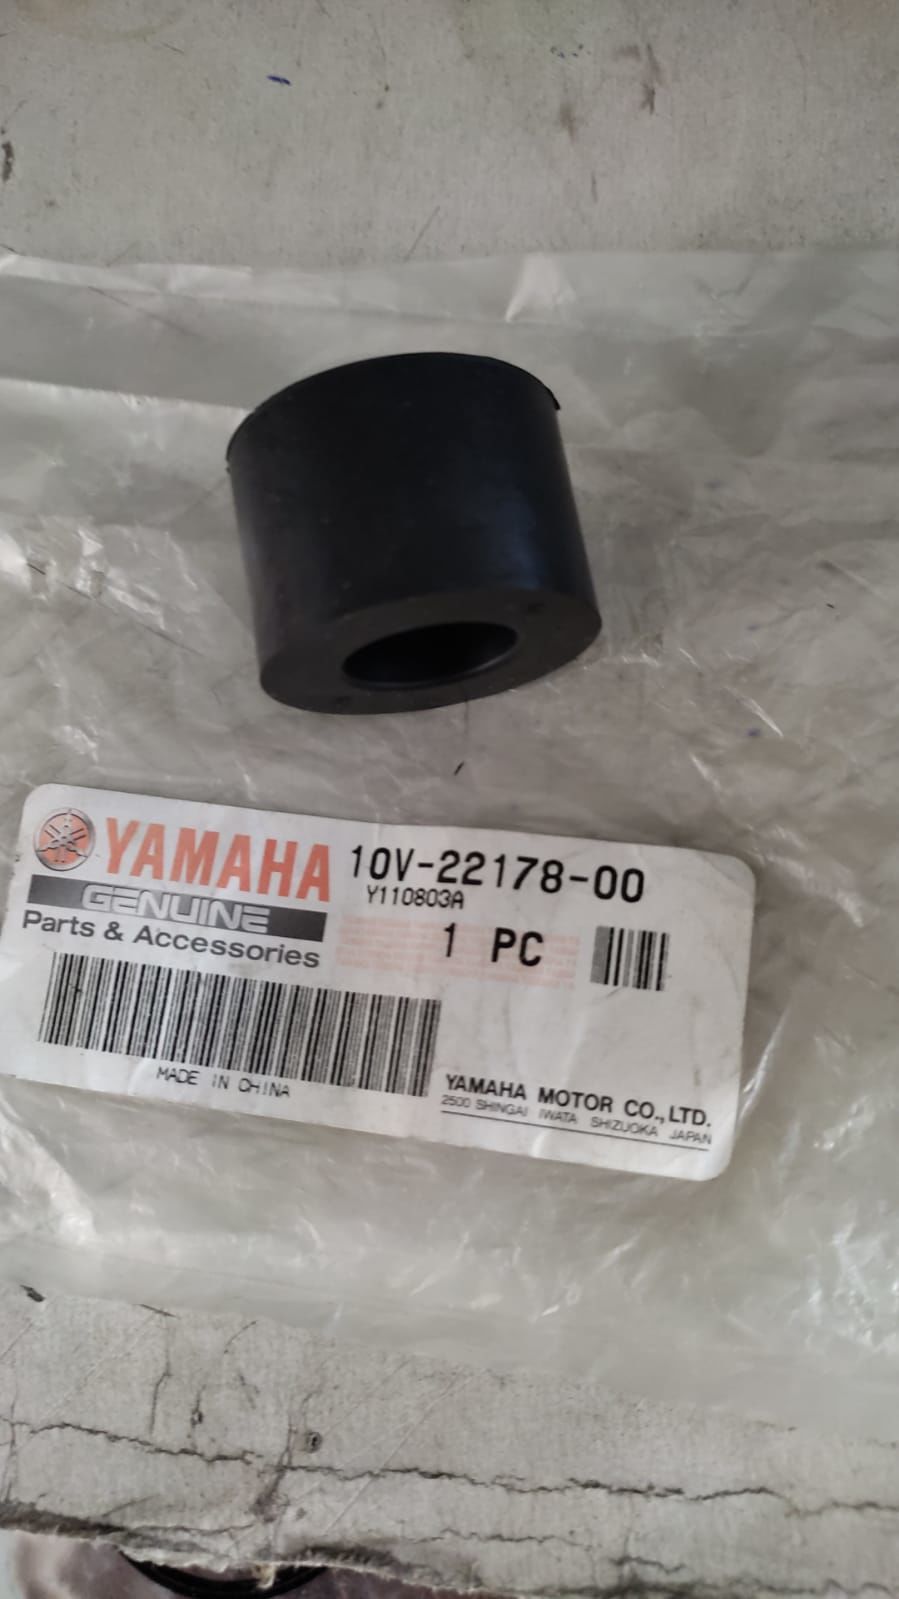 YAMAHA
GENUINE
Parts & Accessories
10V-22178-00
Y110803A
1 PC
MADE IN CHINA
YAMAHA MOTOR CO.,LTD.
2500 SHINGAI IWATA SHIZUOKA JAPAN